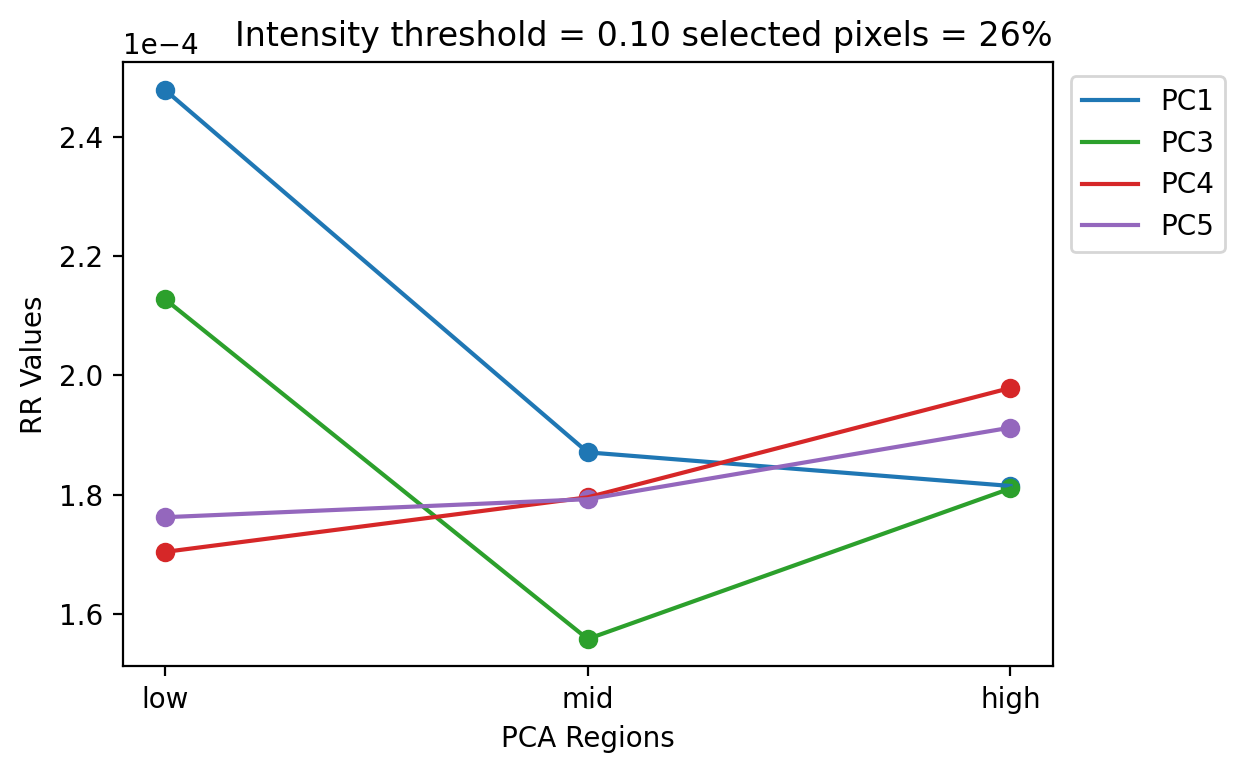 Intensity threshold = 0.10 selected pixels = 26%
1e−4
2.4
2.2
2.0
1.8
1.6
RR Values
low
mid
high
PCA Regions
PC1
PC3
PC4
PC5